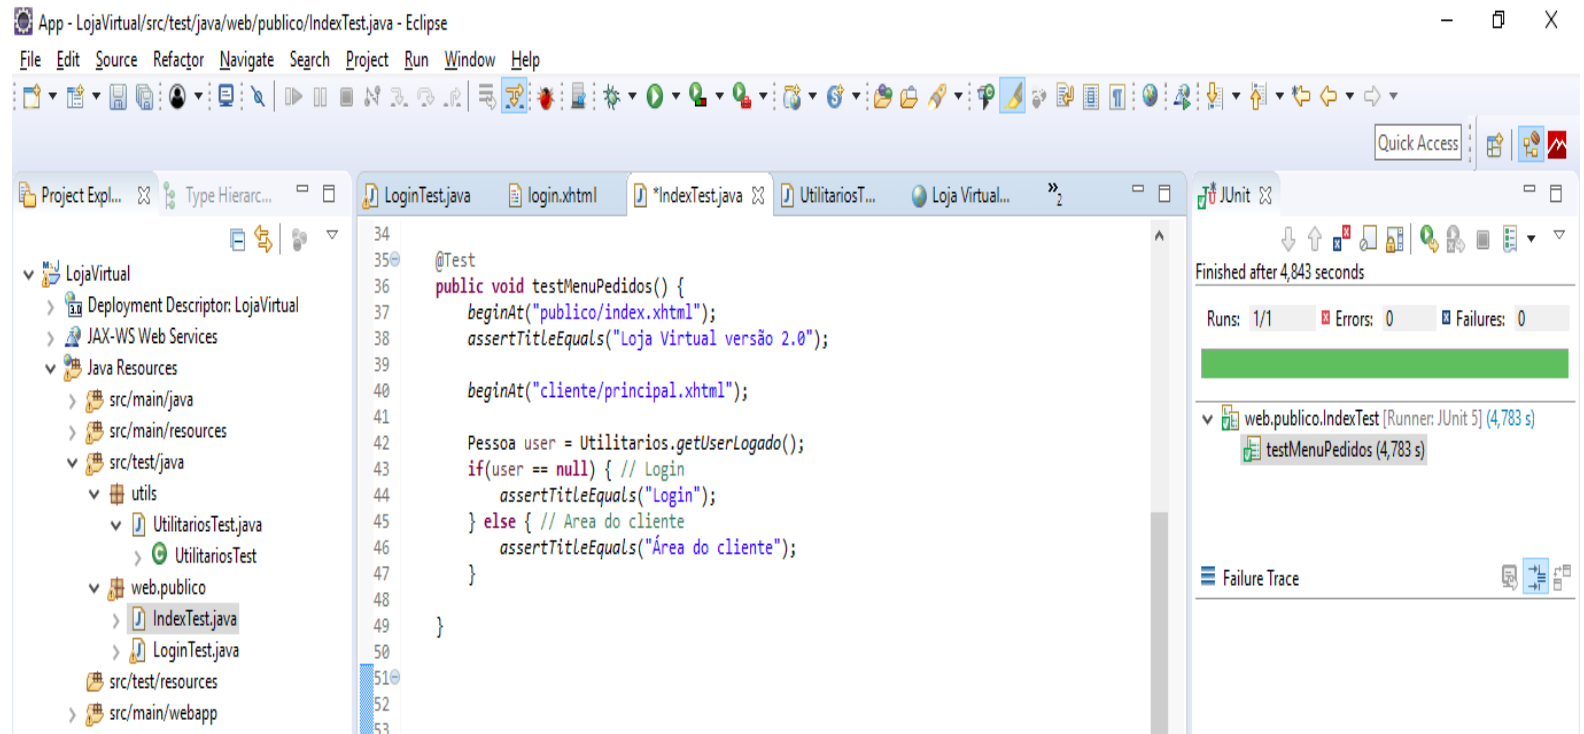 App - LojaVirtual/src/test/java/web/publico/IndexTest.java - Eclipse
File Edit Source Refactor Navigate Search Project Run Window Help
Quick Access
Project Expl... Type Hierarc...
LojaVirtual
Deployment Descriptor: LojaVirtual
JAX-WS Web Services
Java Resources
src/main/java
src/main/resources
src/test/java
utils
UtilitariosTest.java
UtilitariosTest
web.publico
IndexTest.java
LoginTest.java
src/test/resources
src/main/webapp
LoginTest.java login.xhtml *IndexTest.java UtilitariosT... Loja Virtual... »2
34
35 @Test
36 public void testMenuPedidos() {
37 beginAt("publico/index.xhtml");
38 assertTitleEquals("Loja Virtual versão 2.0");
39
40 beginAt("cliente/principal.xhtml");
41
42 Pessoa user = Utilitarios.getUserLogado();
43 if(user == null) { // Login
44 assertTitleEquals("Login");
45 } else { // Area do cliente
46 assertTitleEquals("Área do cliente");
47 }
48
49 }
50
51
52
53
JUnit
Finished after 4,843 seconds
Runs: 1/1 Errors: 0 Failures: 0
web.publico.IndexTest [Runner: JUnit 5] (4,783 s)
testMenuPedidos (4,783 s)
Failure Trace